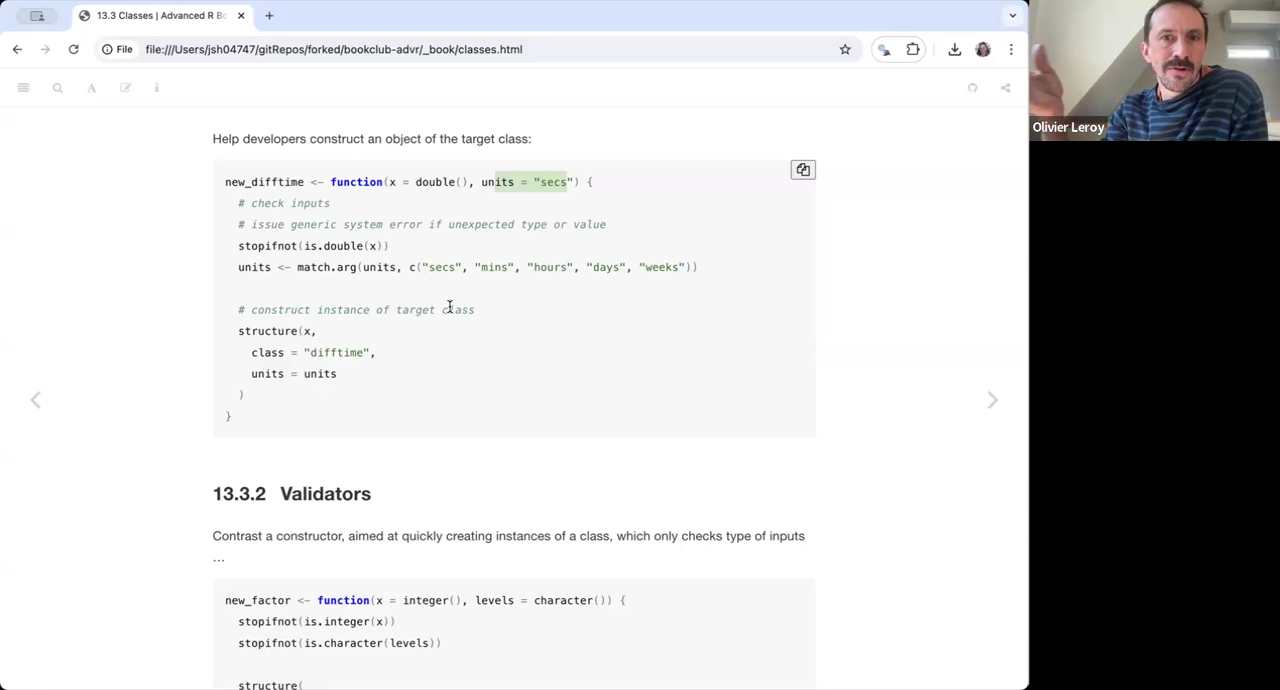 13.3 Classes | Advanced R Bo
File
file:///Users/jsh04747/gitRepos/forked/bookclub-advr/_book/classes.html
Olivier Leroy
Help developers construct an object of the target class:
new_difftime <- function(x = double(), units = "secs") {
# check inputs
# issue generic system error if unexpected type or value
stopifnot(is.double(x))
units <- match.arg(units, c("secs", "mins", "hours", "days", "weeks"))
# construct instance of target class
structure(x,
class = "difftime",
units = units
)
}
13.3.2 Validators
Contrast a constructor, aimed at quickly creating instances of a class, which only checks type of inputs
…
new_factor <- function(x = integer(), levels = character()) {
stopifnot(is.integer(x))
stopifnot(is.character(levels))
structure(